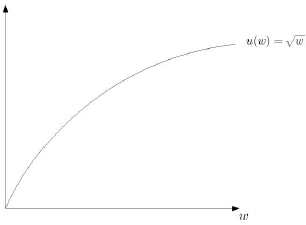 u(w) = √w
w